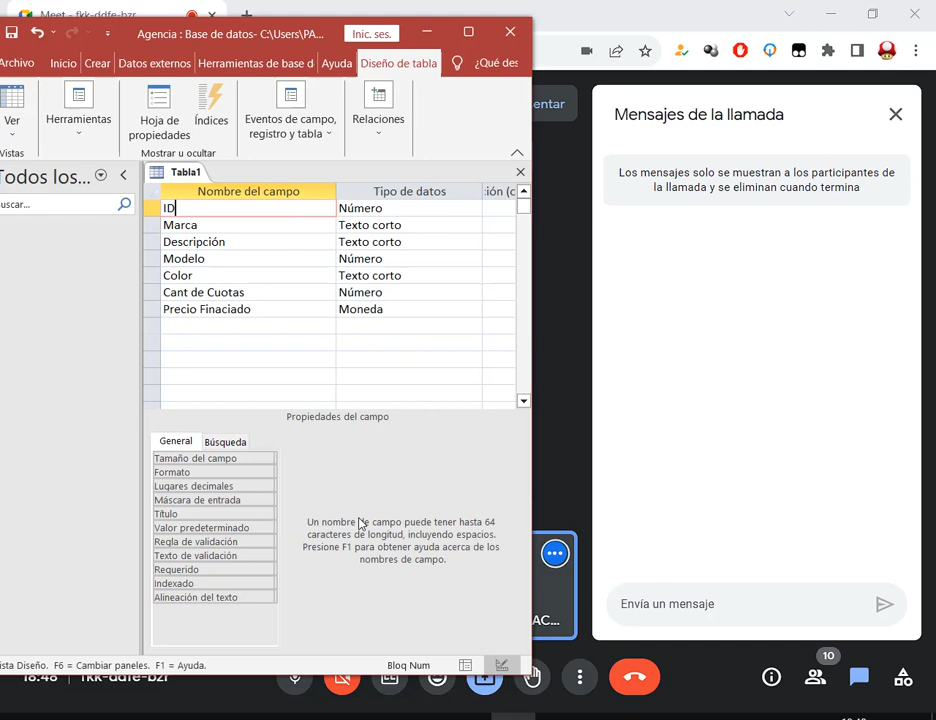 Meet - fkk-ddfe-bzr
Agencia : Base de datos- C:\Users\PA...
Inic. ses.
Archivo
Inicio
Crear
Datos externos
Herramientas de base d
Ayuda
Diseño de tabla
¿Qué des
entar
Mensajes de la llamada
Ver
Herramientas
Hoja de
propiedades
Índices
Eventos de campo,
registro y tabla
Relaciones
Vistas
Mostrar u ocultar
Los mensajes solo se muestran a los participantes de
la llamada y se eliminan cuando termina
Todos los...
uscar...
Tabla1
Nombre del campo
Tipo de datos
ión (c
ID
Número
Marca
Texto corto
Descripción
Texto corto
Modelo
Número
Color
Texto corto
Cant de Cuotas
Número
Precio Finaciado
Moneda
Propiedades del campo
General
Búsqueda
Tamaño del campo
Formato
Lugares decimales
Máscara de entrada
Título
Valor predeterminado
Regla de validación
Texto de validación
Requerido
Indexado
Alineación del texto
Un nombre de campo puede tener hasta 64
caracteres de longitud, incluyendo espacios.
Presione F1 para obtener ayuda acerca de los
nombres de campo.
Envía un mensaje
AC...
ista Diseño. F6 = Cambiar paneles. F1 = Ayuda.
Bloq Num
10
18:48
fkk-ddfe-bzr